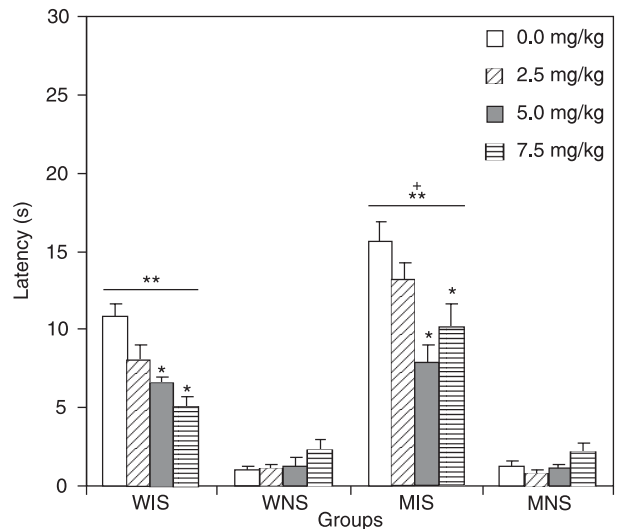 30
25
20
15
10
5
0
Latency (s)
0.0 mg/kg
2.5 mg/kg
5.0 mg/kg
7.5 mg/kg
**
*
*
+
**
*
*
WIS
WNS
MIS
MNS
Groups